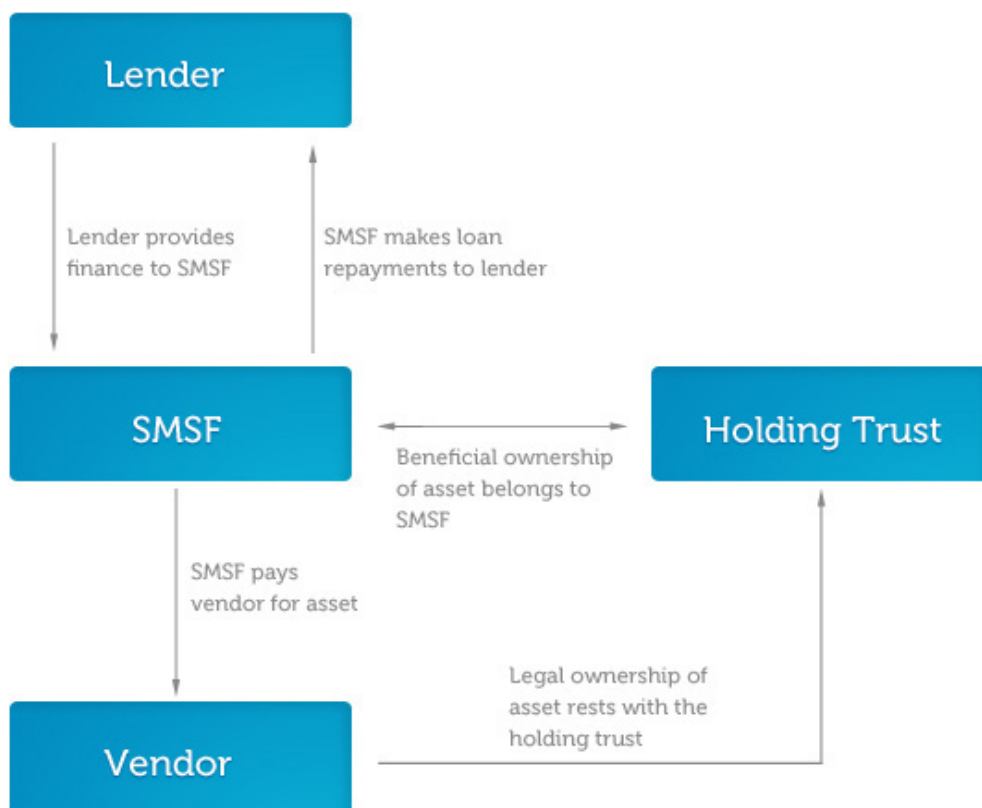 Lender
Lender provides
finance to SMSF
SMSF makes loan
repayments to lender
SMSF
Holding Trust
Beneficial ownership
of asset belongs to
SMSF
SMSF pays
vendor for asset
Legal ownership of
asset rests with the
holding trust
Vendor